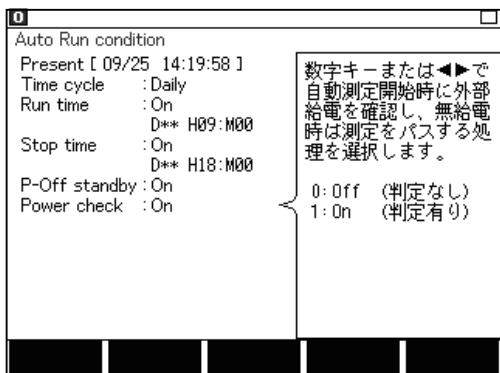 0
Auto Run condition
Present [ 09/25 14:19:58 ]
Time cycle :Daily
Run time :On
D** H09:M00
Stop time :On
D** H18:M00
P-Off standby:On
Power check :On
数字キーまたは◀▶で
自動測定開始時に外部
給電を確認し、無給電
時は測定をパスする処
理を選択します。
0:Off (判定なし)
1:On (判定有り)